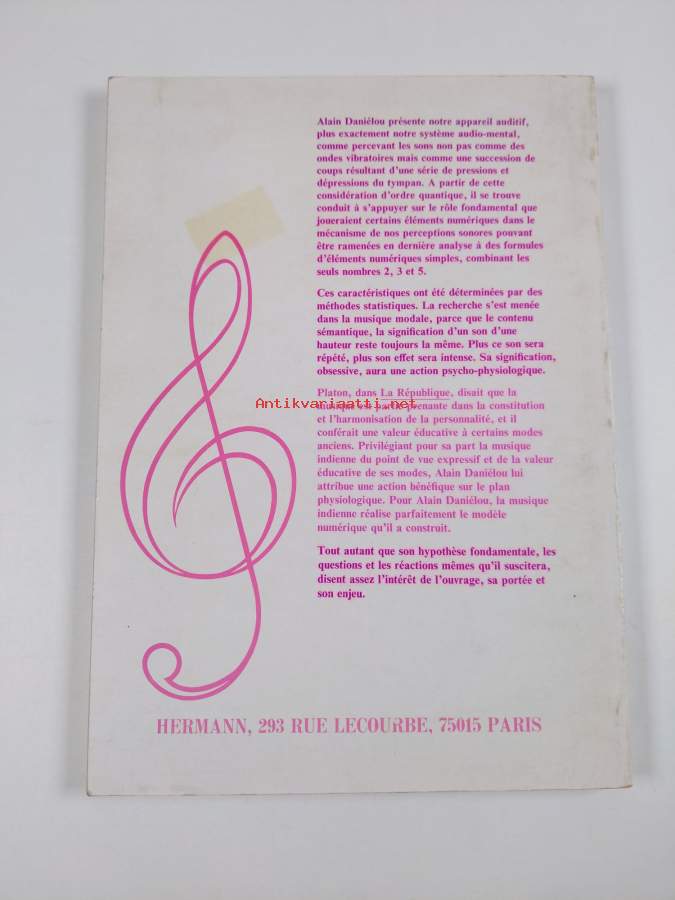 Alain Daniélou présente notre appareil auditif,
plus exactement notre système audio-mental,
comme percevant les sons non pas comme des
ondes vibratoires mais comme une succession de
coups résultant d'une série de pressions et
dépressions du tympan. A partir de cette
considération d'ordre quantique, il se trouve
conduit à s'appuyer sur le rôle fondamental que
joueraient certains éléments numériques dans le
mécanisme de nos perceptions sonores pouvant
être ramenées en dernière analyse à des formules
d'éléments numériques simples, combinant les
seuls nombres 2, 3 et 5.
Ces caractéristiques ont été déterminées par des
méthodes statistiques. La recherche s'est menée
dans la musique modale, parce que le contenu
sémantique, la signification d'un son d'une
hauteur reste toujours la même. Plus ce son sera
répété, plus son effet sera intense. Sa signification,
obsessive, aura une action psycho-physiologique.
Platon, dans La République, disait que la
Antikvariaatti.net
musique est partie prenante dans la constitution
et l'harmonisation de la personnalité, et il
conférait une valeur éducative à certains modes
anciens. Privilégiant pour sa part la musique
indienne du point de vue expressif et de la valeur
éducative de ses modes, Alain Daniélou lui
attribue une action bénéfique sur le plan
physiologique. Pour Alain Daniélou, la musique
indienne réalise parfaitement le modèle
numérique qu'il a construit.
Tout autant que son hypothèse fondamentale, les
questions et les réactions mêmes qu'il suscitera,
disent assez l'intérêt de l'ouvrage, sa portée et
son enjeu.
HERMANN, 293 RUE LECOURBE, 75015 PARIS